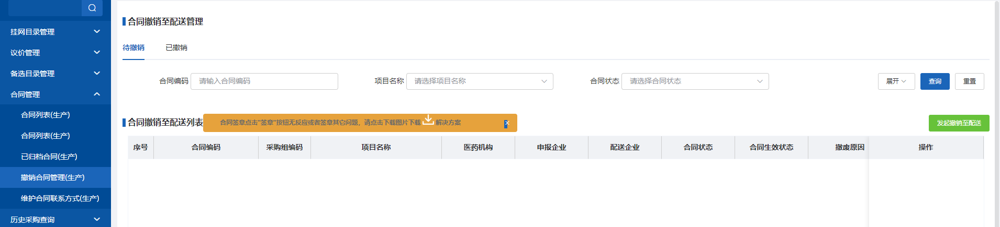 挂网目录管理
议价管理
备选目录管理
合同管理
合同列表(生产)
合同列表(生产)
已归档合同(生产)
撤销合同管理(生产)
维护合同联系方式(生产)
历史采购查询
合同撤销至配送管理
待撤销 已撤销
合同编码 请输入合同编码 项目名称 请选择项目名称 合同状态 请选择合同状态 展开 查询 重置
合同撤销至配送列表 合同签章点击"签章"按钮无反应或者签章其它问题，请点击下载图片下载 解决方案 发起撤销至配送
序号 合同编码 采购组编码 项目名称 医药机构 申报企业 配送企业 合同状态 合同生效状态 撤废原因 操作